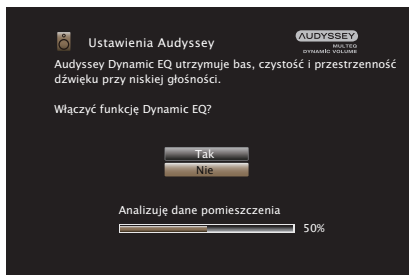 Ustawienia Audyssey
AUDYSSEY
MULTEQ
DYNAMIC VOLUME
Audyssey Dynamic EQ utrzymuje bas, czystość i przestrzenność
dźwięku przy niskiej głośności.
Włączyć funkcję Dynamic EQ?
Tak
Nie
Analizuję dane pomieszczenia
50%